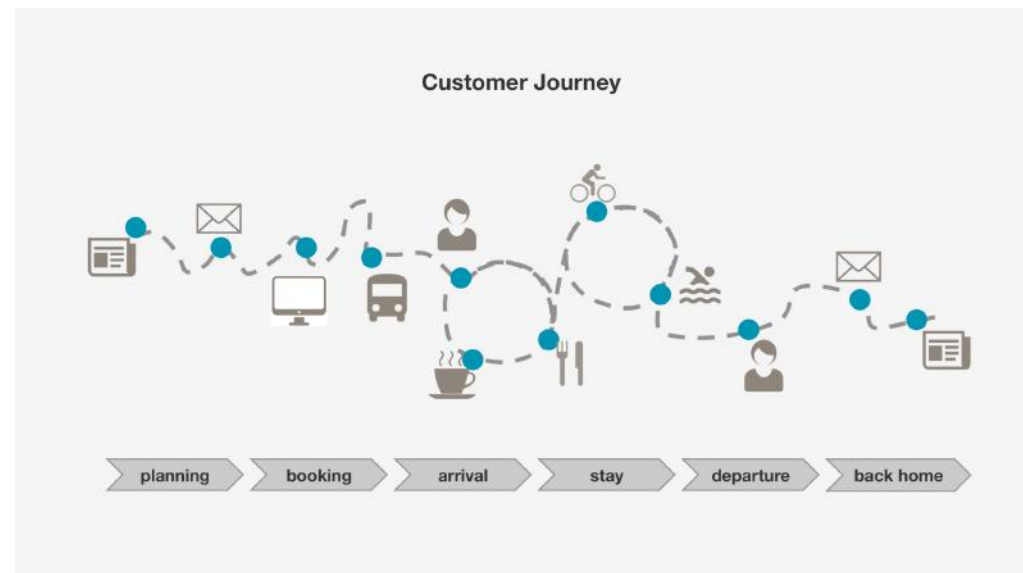 Customer Journey
planning
booking
arrival
stay
departure
back home